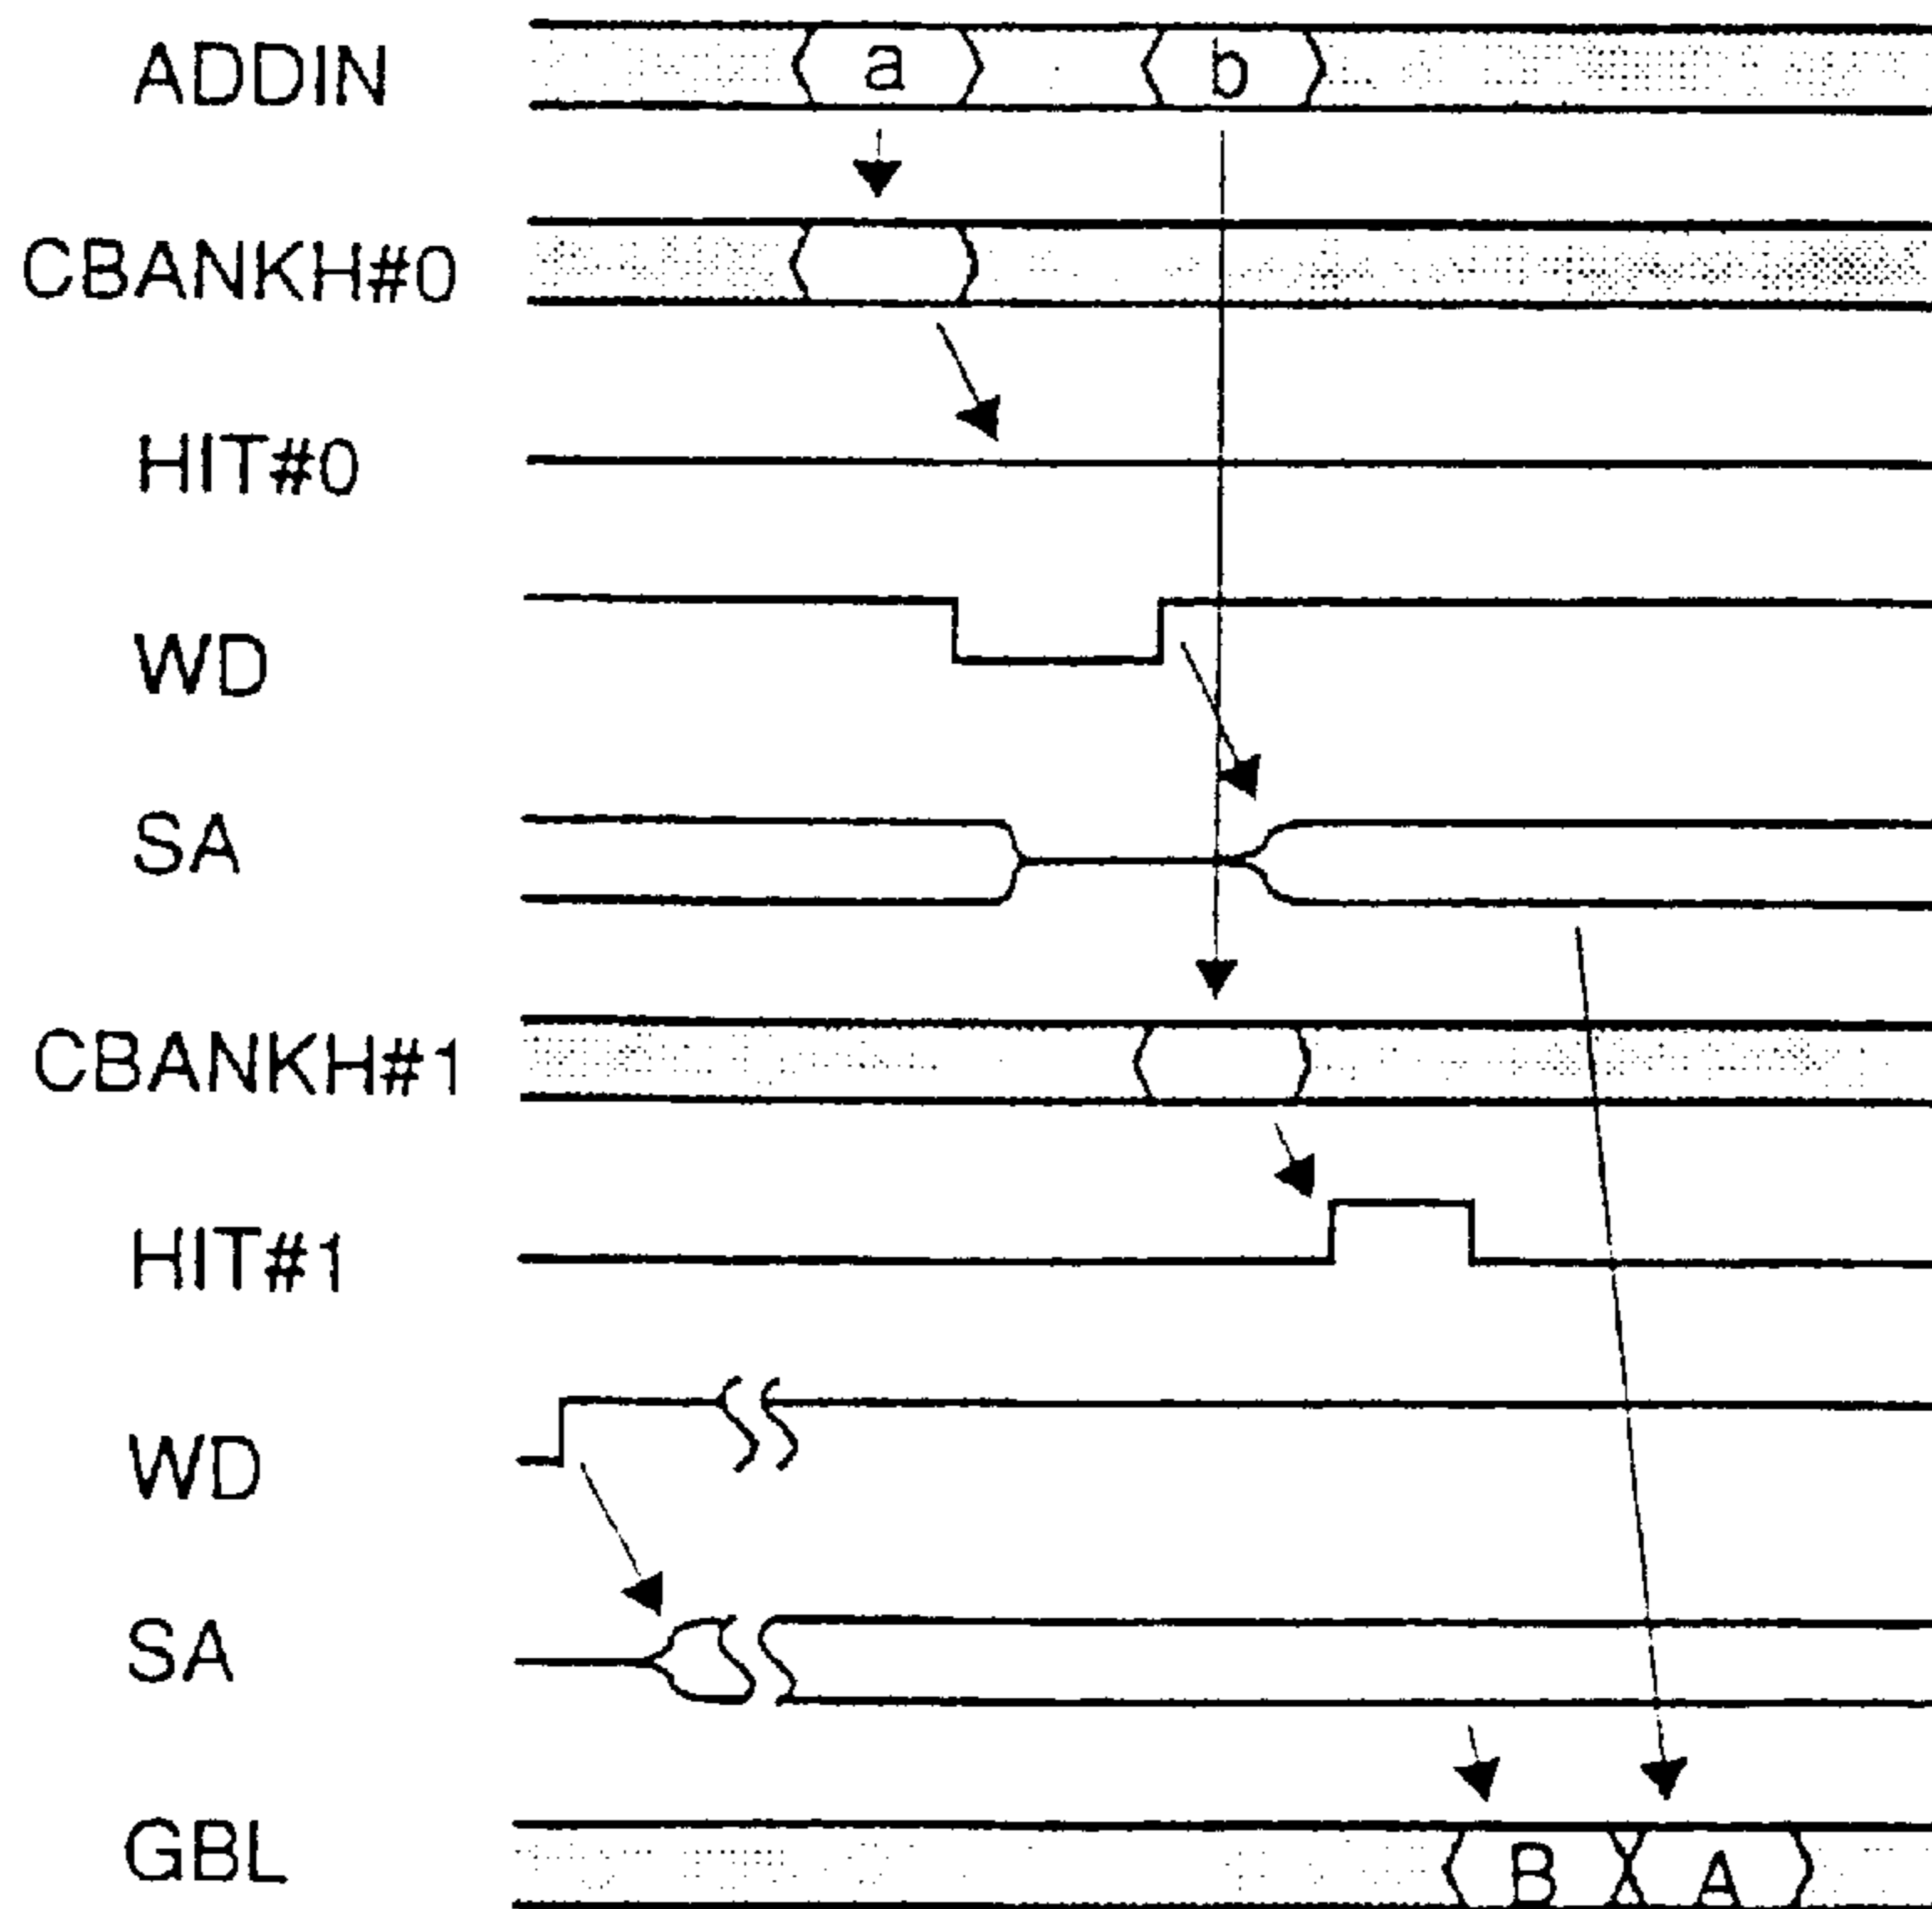 ADDIN a b
CBANKH#0
HIT#0
WD
SA
CBANKH#1
HIT#1
WD
SA
GBL B A